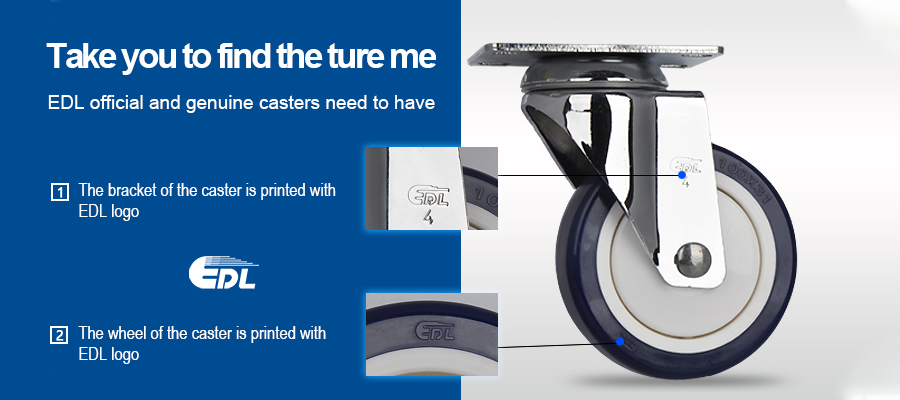 Take you to find the ture me
EDL official and genuine casters need to have
1 The bracket of the caster is printed with
EDL logo
EDL
4
10
EDL
2 The wheel of the caster is printed with
EDL logo
EDL
EDL
4
100X31